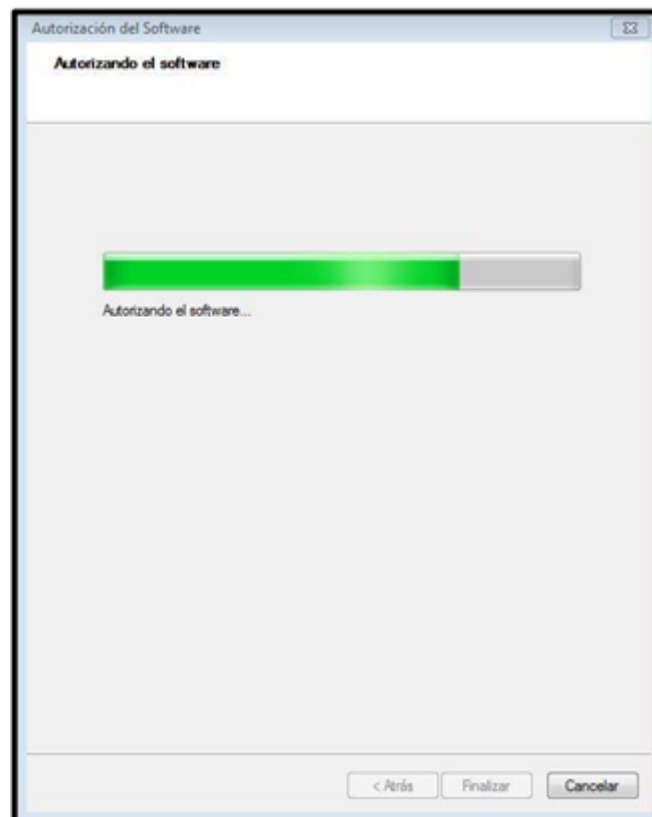 Autorización del Software
Autorizando el software
Autorizando el software...
< Atrás
Finalizar
Cancelar